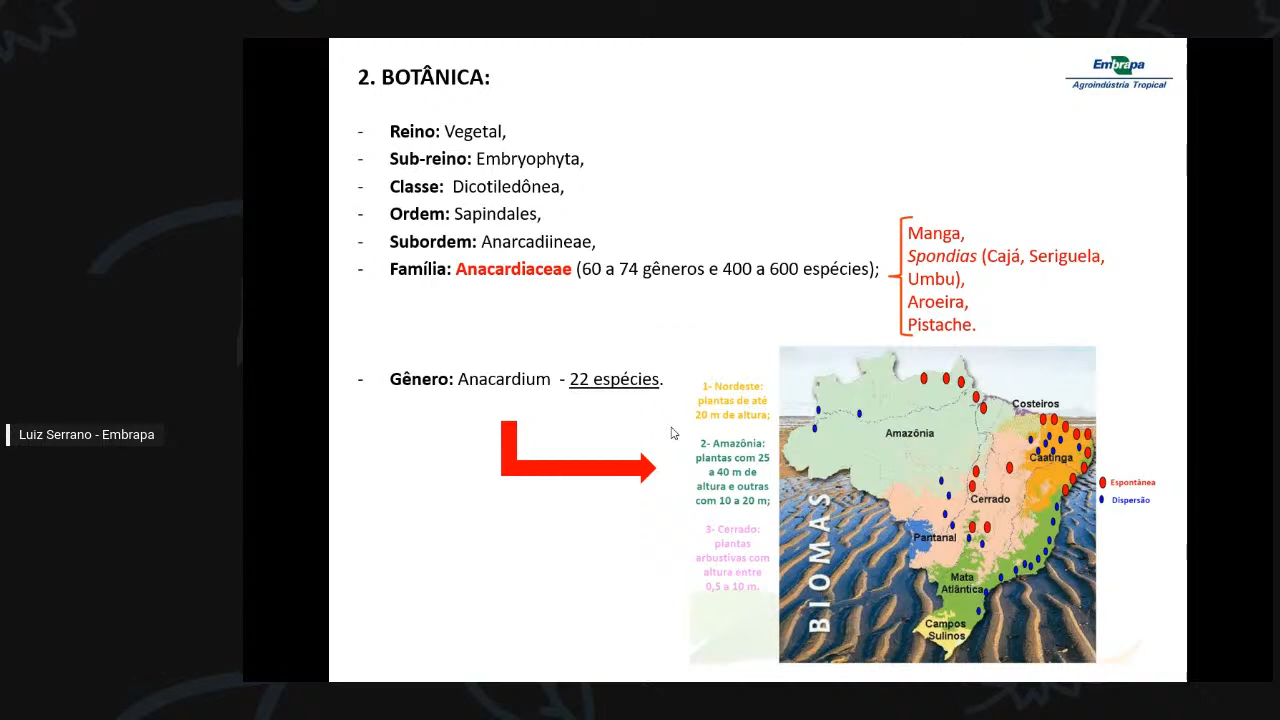 2. BOTÂNICA:
Embrapa
Agroindústria Tropical
- Reino: Vegetal,
- Sub-reino: Embryophyta,
- Classe: Dicotiledônea,
- Ordem: Sapindales,
- Subordem: Anarcadiineae,
- Família: Anacardiaceae (60 a 74 gêneros e 400 a 600 espécies);
Manga,
Spondias (Cajá, Seriguela,
Umbu),
Aroeira,
Pistache.
- Gênero: Anacardium - 22 espécies.
1- Nordeste:
plantas de até
20 m de altura;
2- Amazônia:
plantas com 25
a 40 m de
altura e outras
com 10 a 20 m;
3- Cerrado:
plantas
arbustivas com
altura entre
0,5 a 10 m.
BIOMAS
Costeiros
Amazônia
Caatinga
Cerrado
Pantanal
Mata
Atlântica
Campos
Sulinos
Espontânea
Dispersão
Luiz Serrano - Embrapa